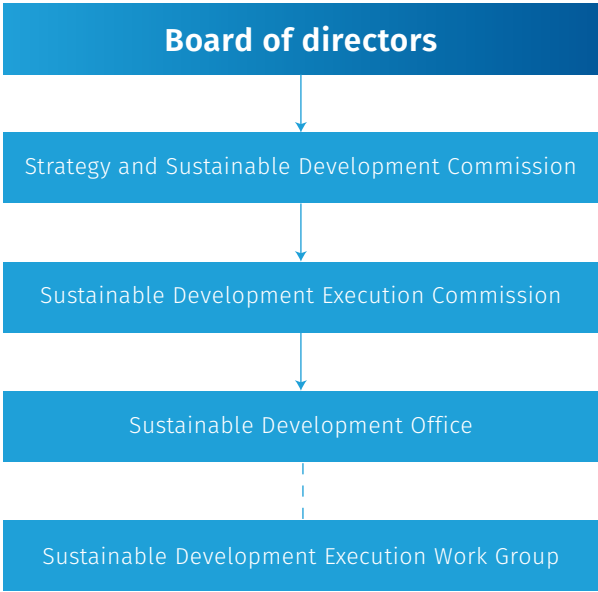 Board of directors
Strategy and Sustainable Development Commission
Sustainable Development Execution Commission
Sustainable Development Office
Sustainable Development Execution Work Group